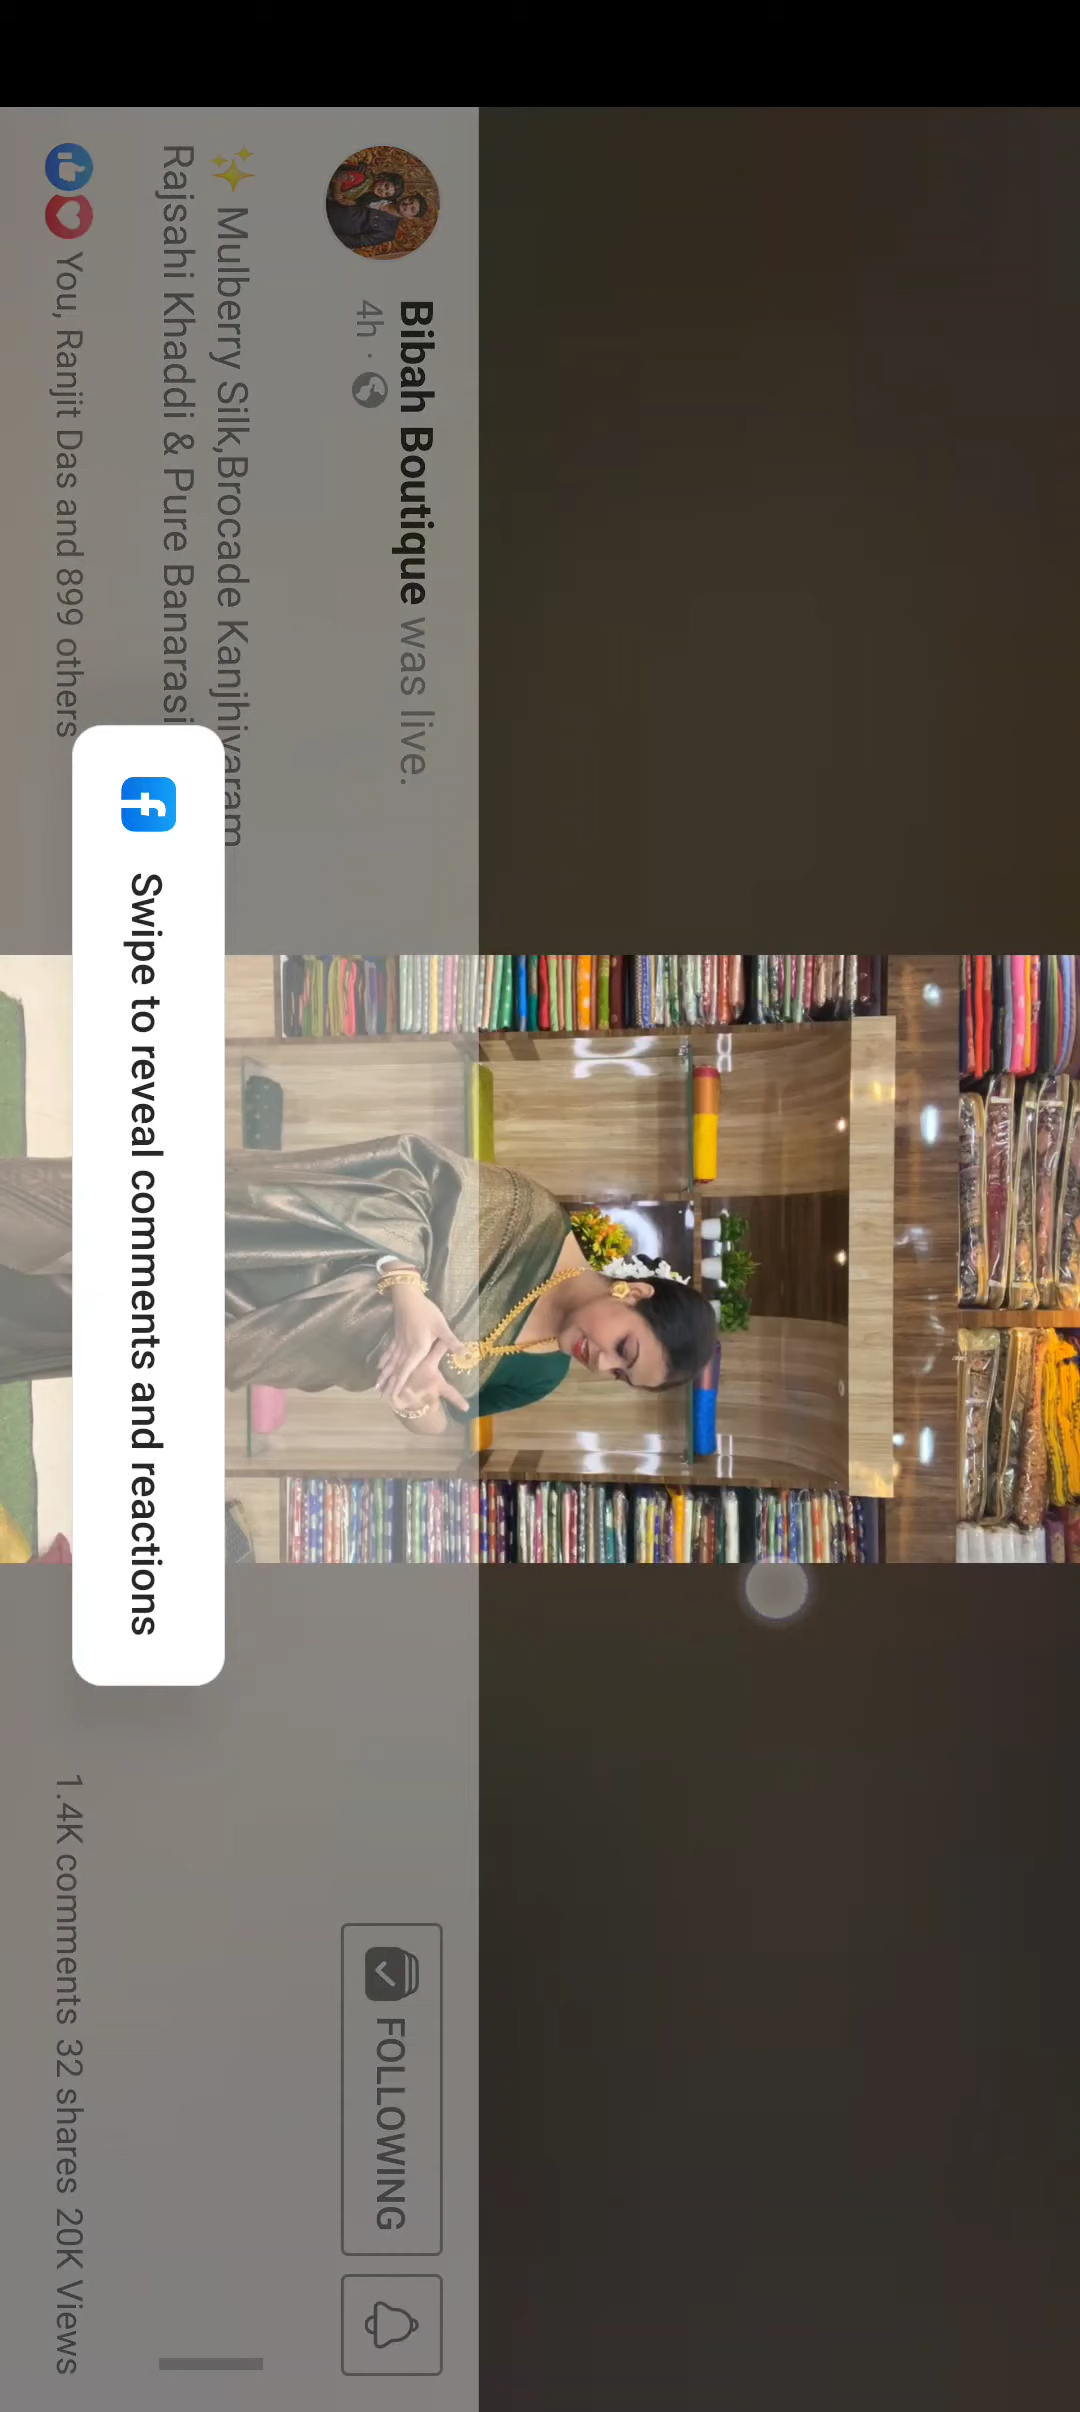 Bibah Boutique was live.
4h ·
✨ Mulberry Silk,Brocade Kanjhivaram
Rajsahi Khaddi & Pure Banarasi
You, Ranjit Das and 899 others
1.4K comments 32 shares 20K Views
FOLLOWING
Swipe to reveal comments and reactions